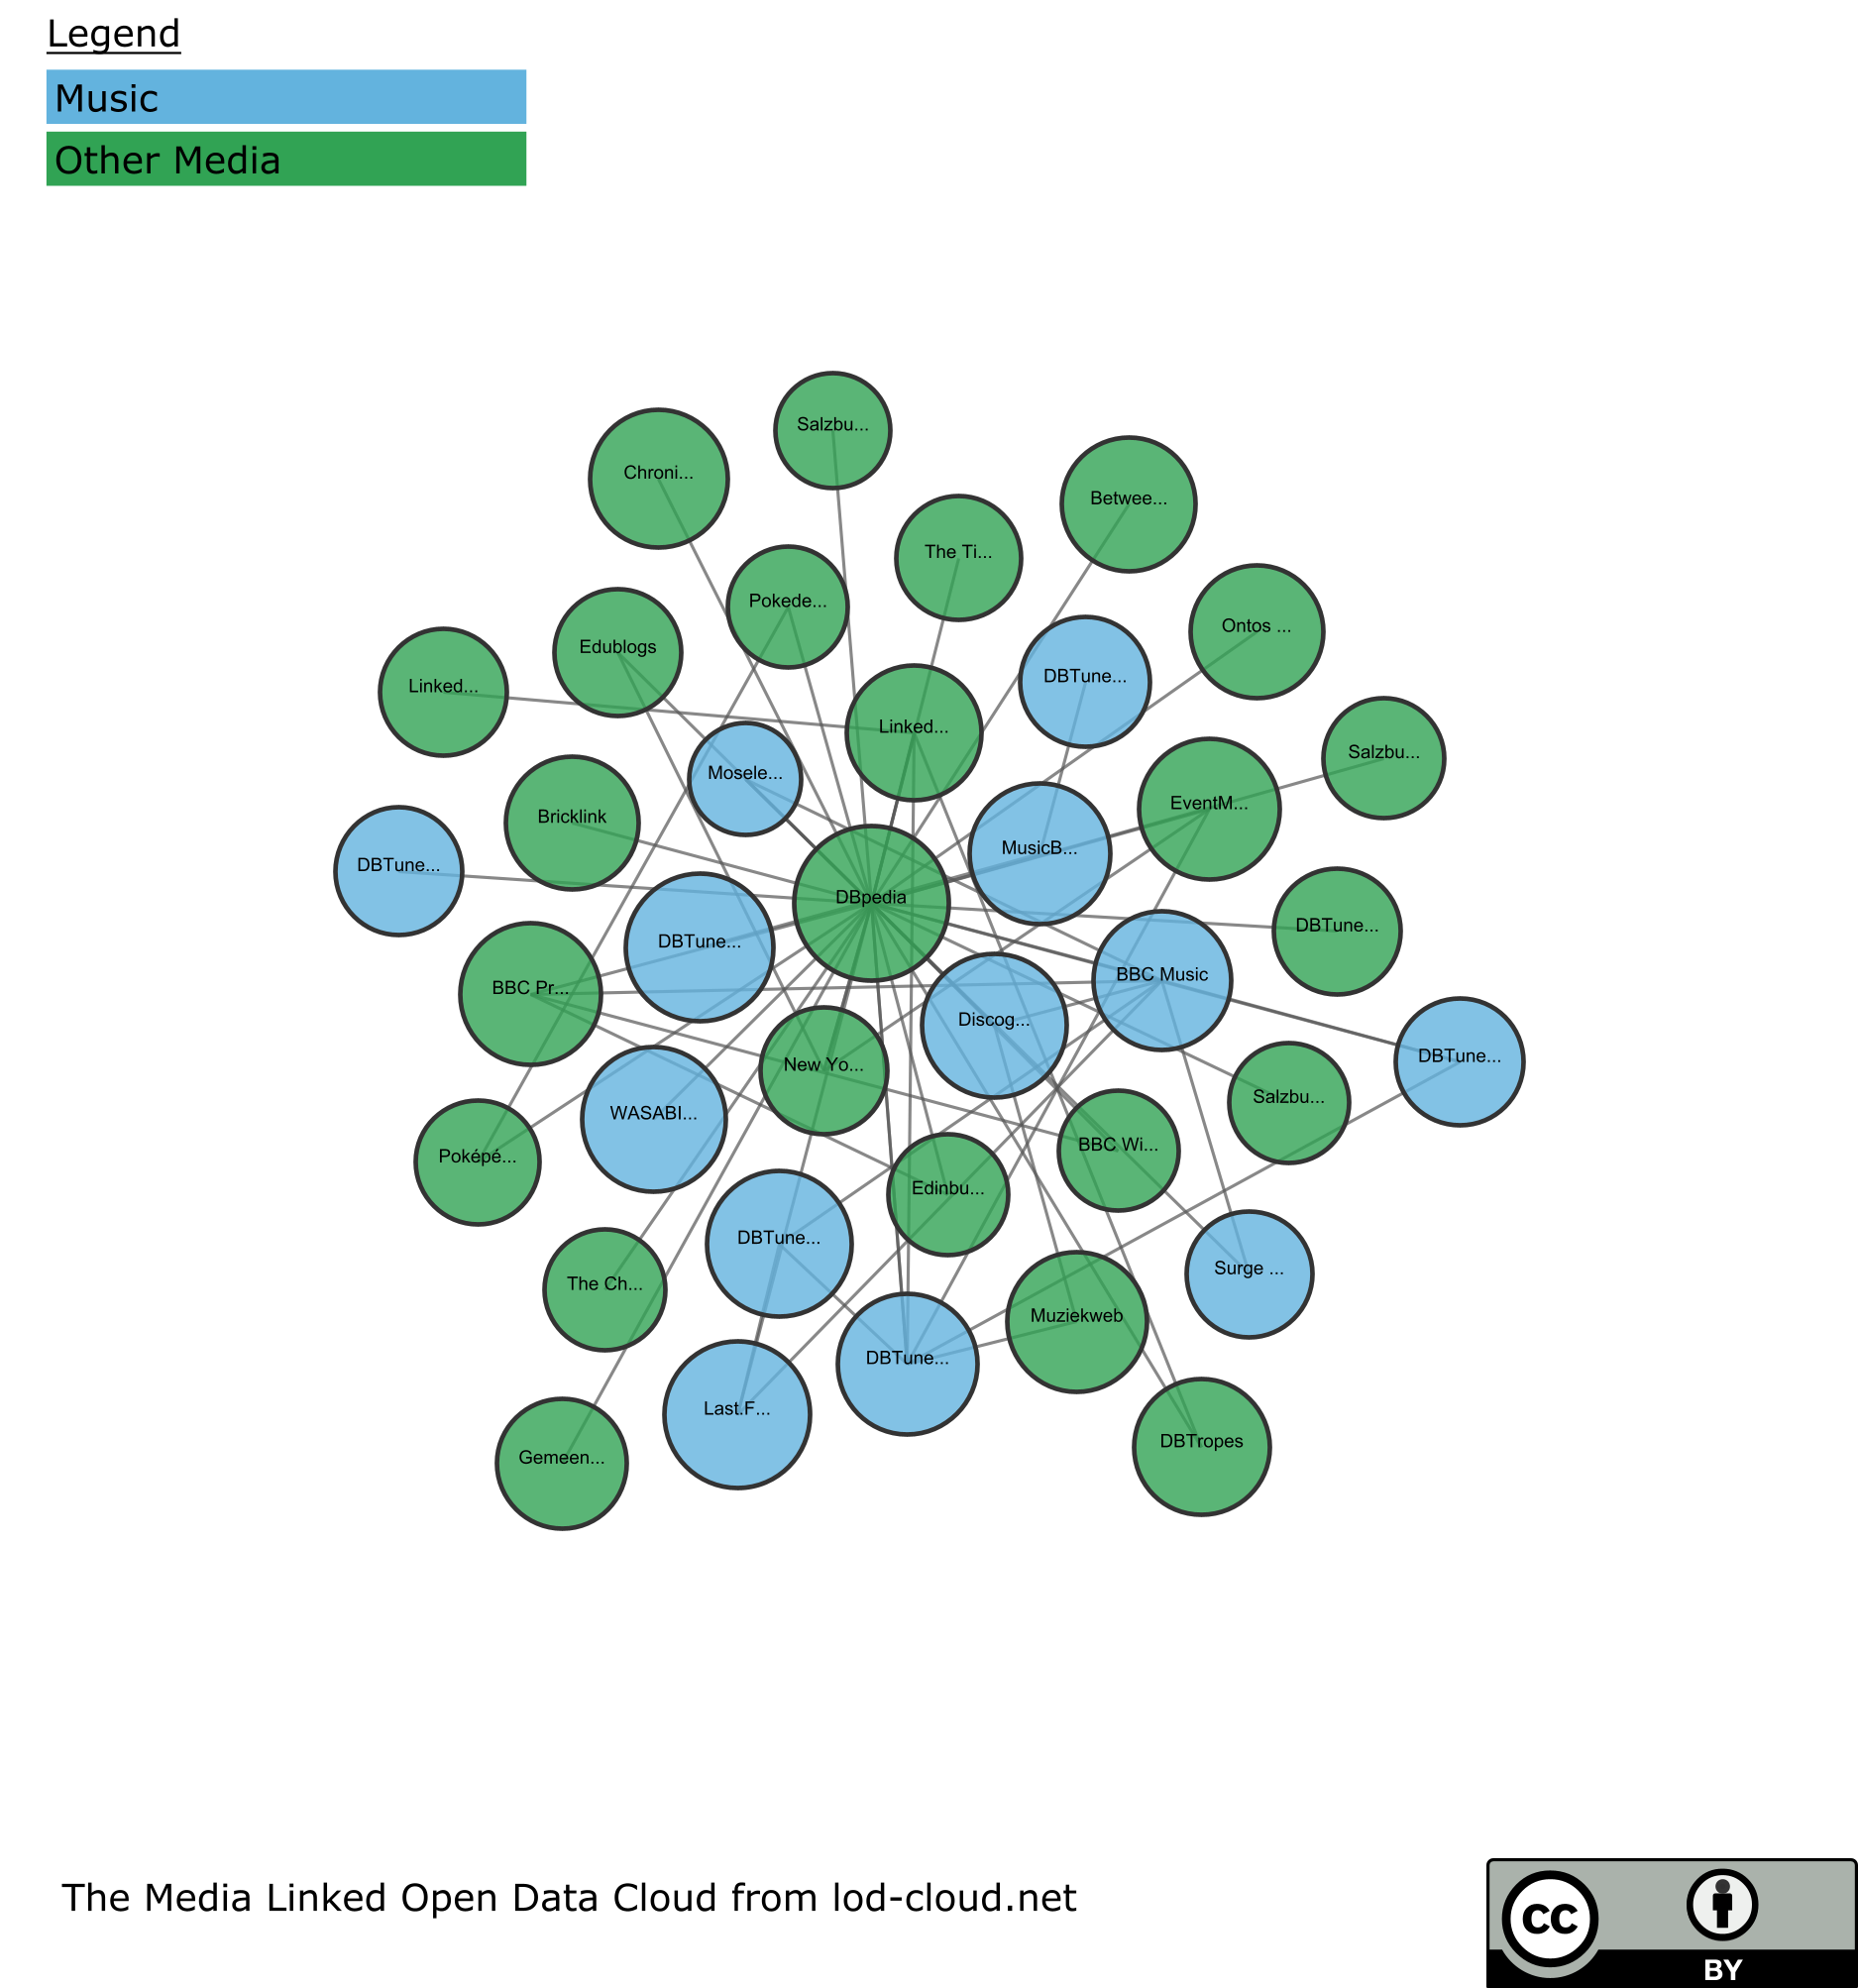 Legend
Music
Other Media
Salzbu...
Chroni...
Betwee...
The Ti...
Pokede...
Ontos ...
Edublogs
DBTune...
Linked...
Linked...
Salzbu...
Mosele...
EventM...
Bricklink
MusicB...
DBTune...
DBpedia
DBTune...
DBTune...
BBC Music
BBC Pr...
Discog...
DBTune...
New Yo...
Salzbu...
WASABI...
BBC Wi...
Poképé...
Edinbu...
DBTune...
Surge ...
The Ch...
Muziekweb
DBTune...
Last.F...
DBTropes
Gemeen...
The Media Linked Open Data Cloud from lod-cloud.net
cc
BY